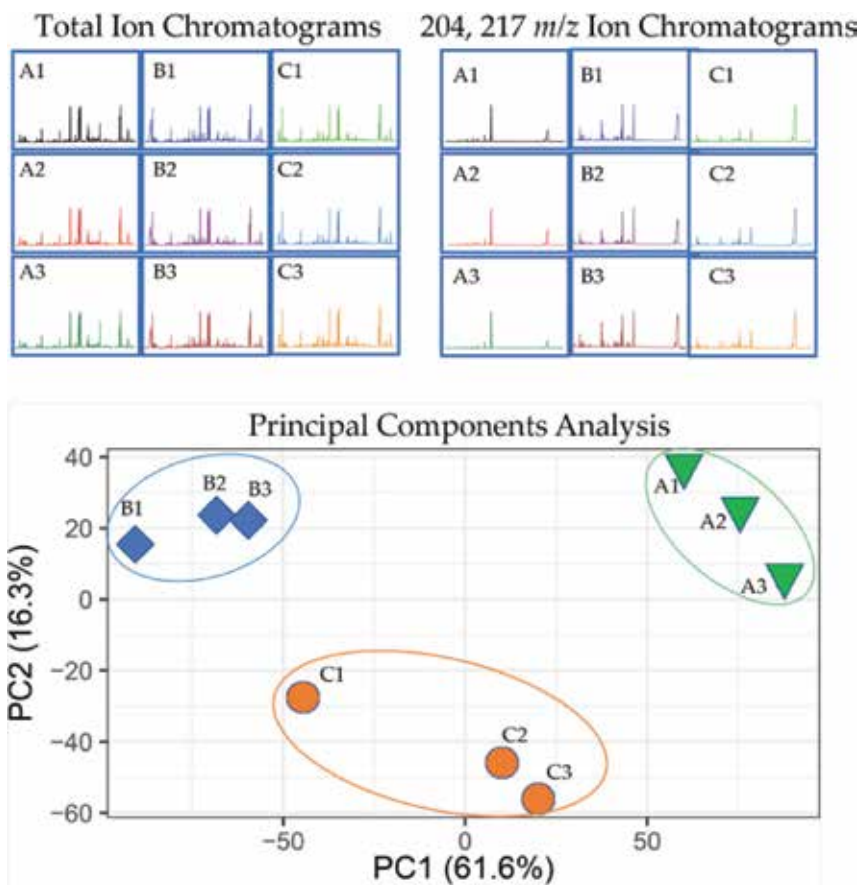 Total Ion Chromatograms
204, 217 m/z Ion Chromatograms
A1
B1
C1
A1
B1
C1
A2
B2
C2
A2
B2
C2
A3
B3
C3
A3
B3
C3
Principal Components Analysis
40
20
0
−20
−40
−60
PC2 (16.3%)
B1
B2
B3
A1
A2
A3
C1
C2
C3
−50
0
50
PC1 (61.6%)